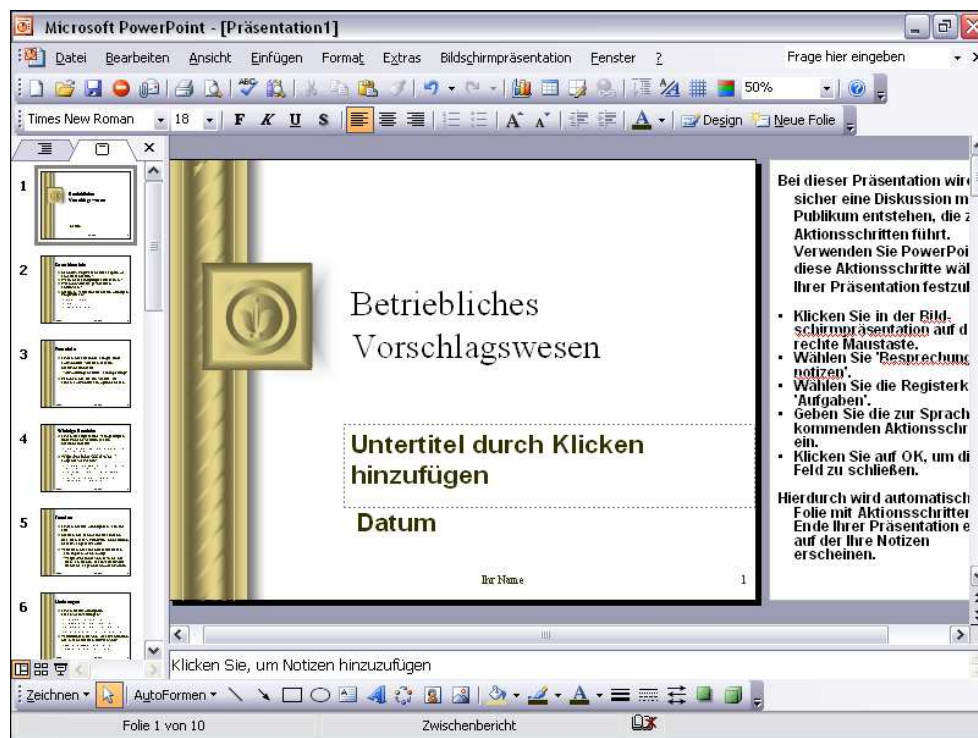 Microsoft PowerPoint - [Präsentation1]
Datei Bearbeiten Ansicht Einfügen Format Extras Bildschirmpräsentation Fenster ? Frage hier eingeben
50%
Times New Roman 18 F K U S Design Neue Folie
1
2
3
4
5
6
Betriebliches
Vorschlagswesen
Untertitel durch Klicken
hinzufügen
Datum
Ihr Name 1
Bei dieser Präsentation wir
sicher eine Diskussion m
Publikum entstehen, die z
Aktionsschritten führt.
Verwenden Sie PowerPoi
diese Aktionsschritte wäl
Ihrer Präsentation festzul
• Klicken Sie in der Bild-
schirmpräsentation auf d
rechte Maustaste.
• Wählen Sie 'Besprechung
notizen'.
• Wählen Sie die Registerk
'Aufgaben'.
• Geben Sie die zur Sprach
kommenden Aktionsschr
ein.
• Klicken Sie auf OK, um di
Feld zu schließen.
Hierdurch wird automatisch
Folie mit Aktionsschritter
Ende Ihrer Präsentation e
auf der Ihre Notizen
erscheinen.
Klicken Sie, um Notizen hinzuzufügen
Zeichnen AutoFormen
Folie 1 von 10 Zwischenbericht